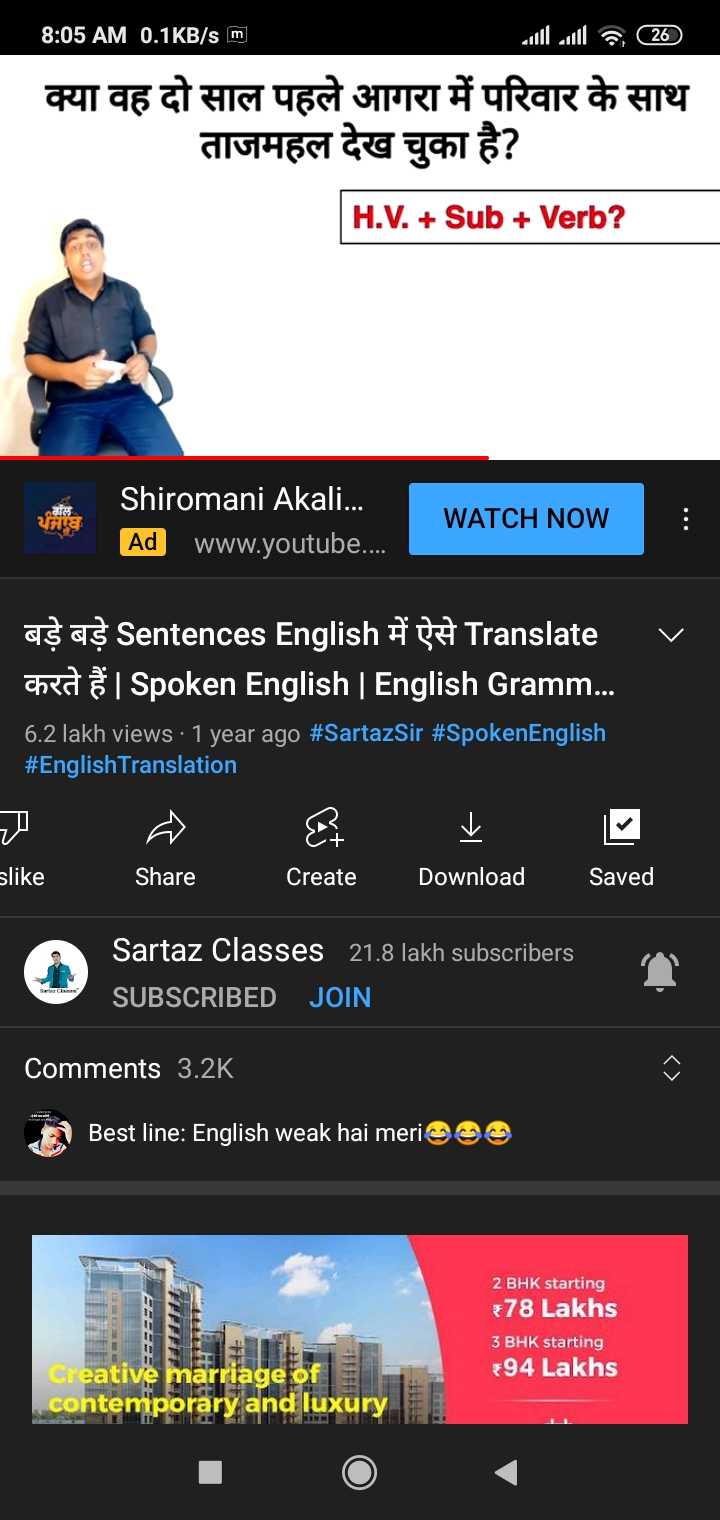 8:05 AM 0.1KB/s m
26
क्या वह दो साल पहले आगरा में परिवार के साथ
ताजमहल देख चुका है?
H.V. + Sub + Verb?
ਗੱਲ
ਪੰਜਾਬ
Shiromani Akali...
WATCH NOW
Ad www.youtube....
बड़े बड़े Sentences English में ऐसे Translate
करते हैं | Spoken English | English Gramm...
6.2 lakh views · 1 year ago #SartazSir #SpokenEnglish
#EnglishTranslation
slike Share Create Download Saved
Sartaz Classes 21.8 lakh subscribers
Sartaz Classes
SUBSCRIBED JOIN
Comments 3.2K
Best line: English weak hai meri😂😂😂
2 BHK starting
₹78 Lakhs
3 BHK starting
₹94 Lakhs
Creative marriage of
contemporary and luxury